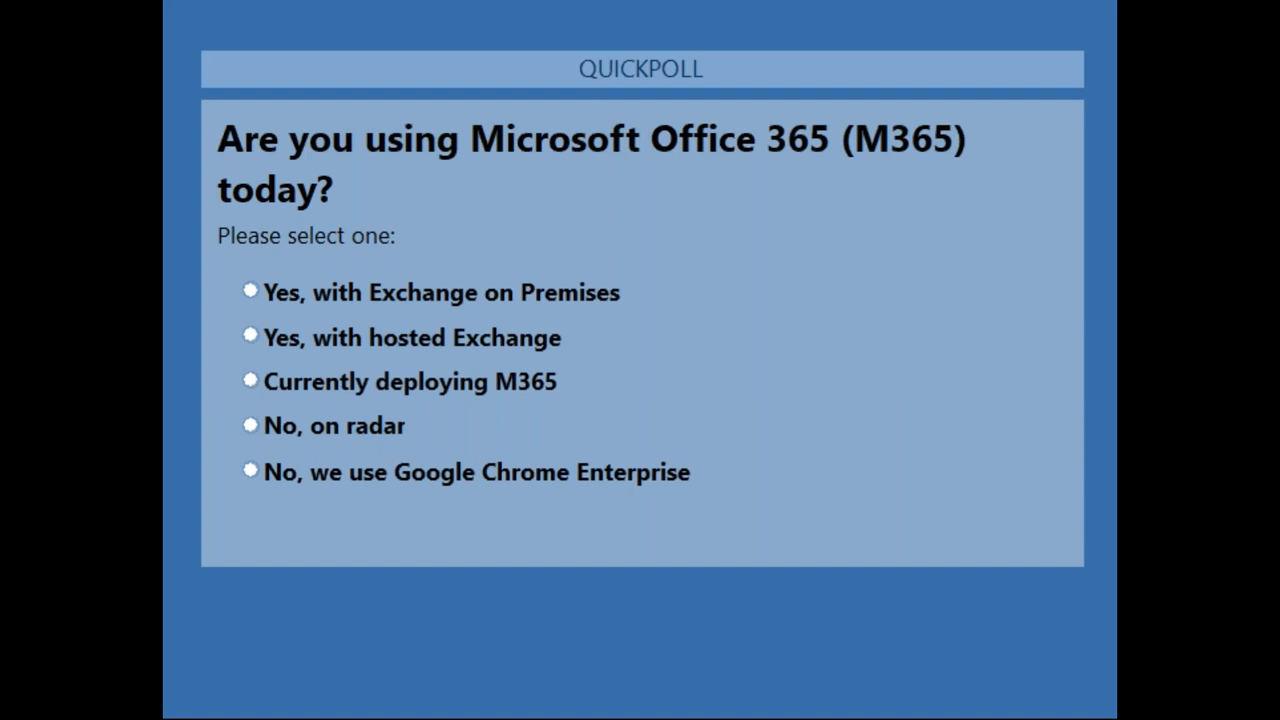 QUICKPOLL
Are you using Microsoft Office 365 (M365)
today?
Please select one:
Yes, with Exchange on Premises
Yes, with hosted Exchange
Currently deploying M365
No, on radar
No, we use Google Chrome Enterprise